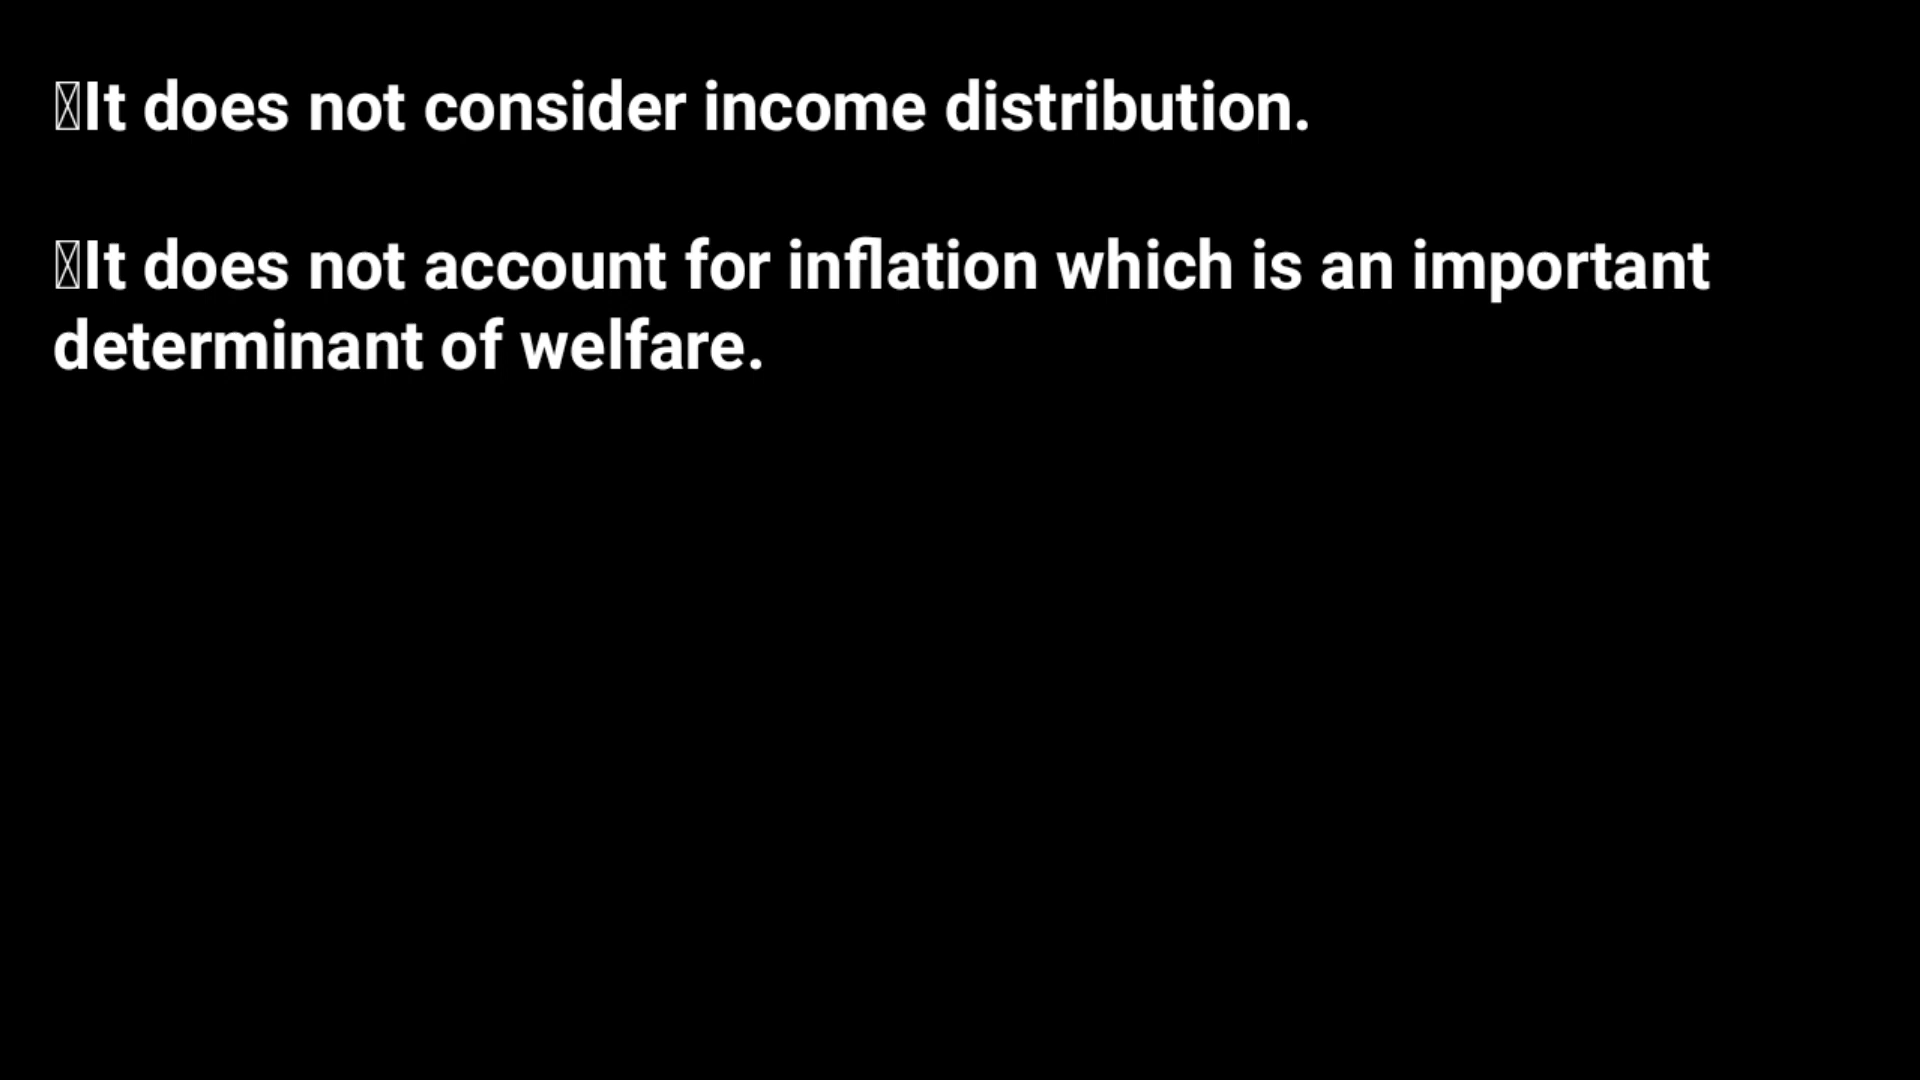 It does not consider income distribution.
It does not account for inflation which is an important
determinant of welfare.